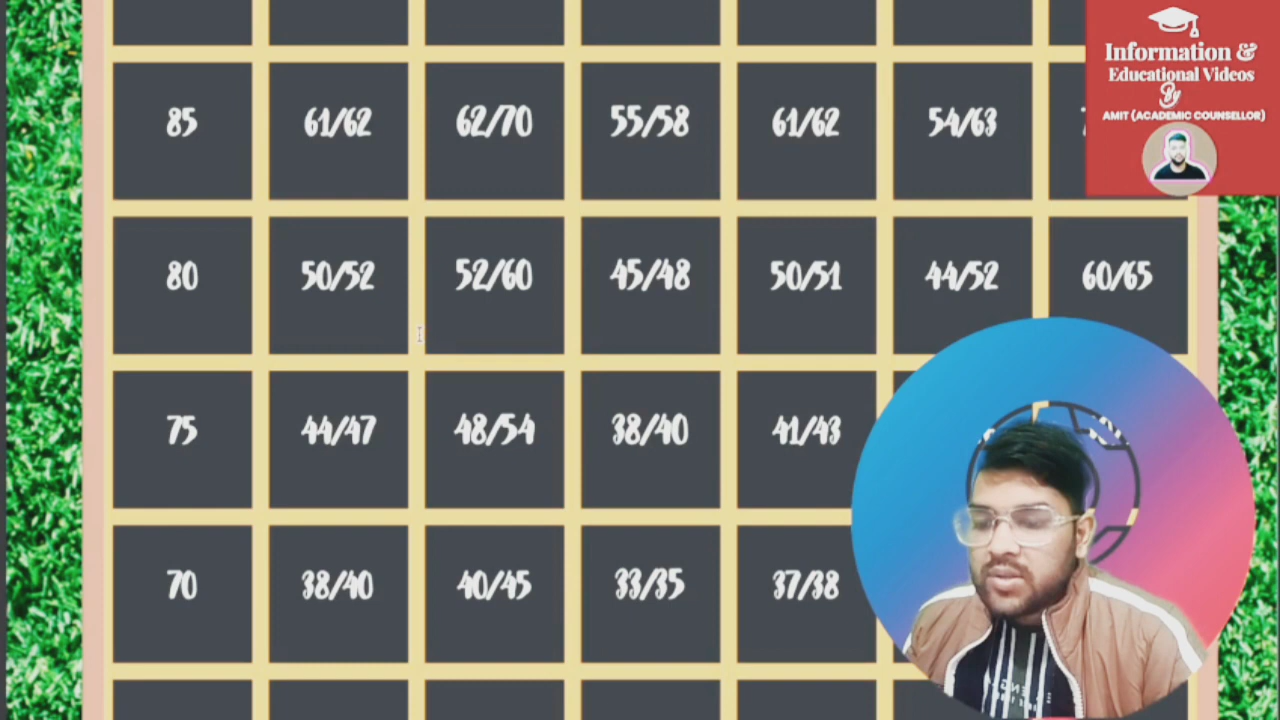 Information &
Educational Videos
By
AMIT (ACADEMIC COUNSELLOR)
85 61/62 62/70 55/58 61/62 54/63
80 50/52 52/60 45/48 50/51 44/52 60/65
75 44/47 48/54 38/40 41/43
70 38/40 40/45 33/35 37/38